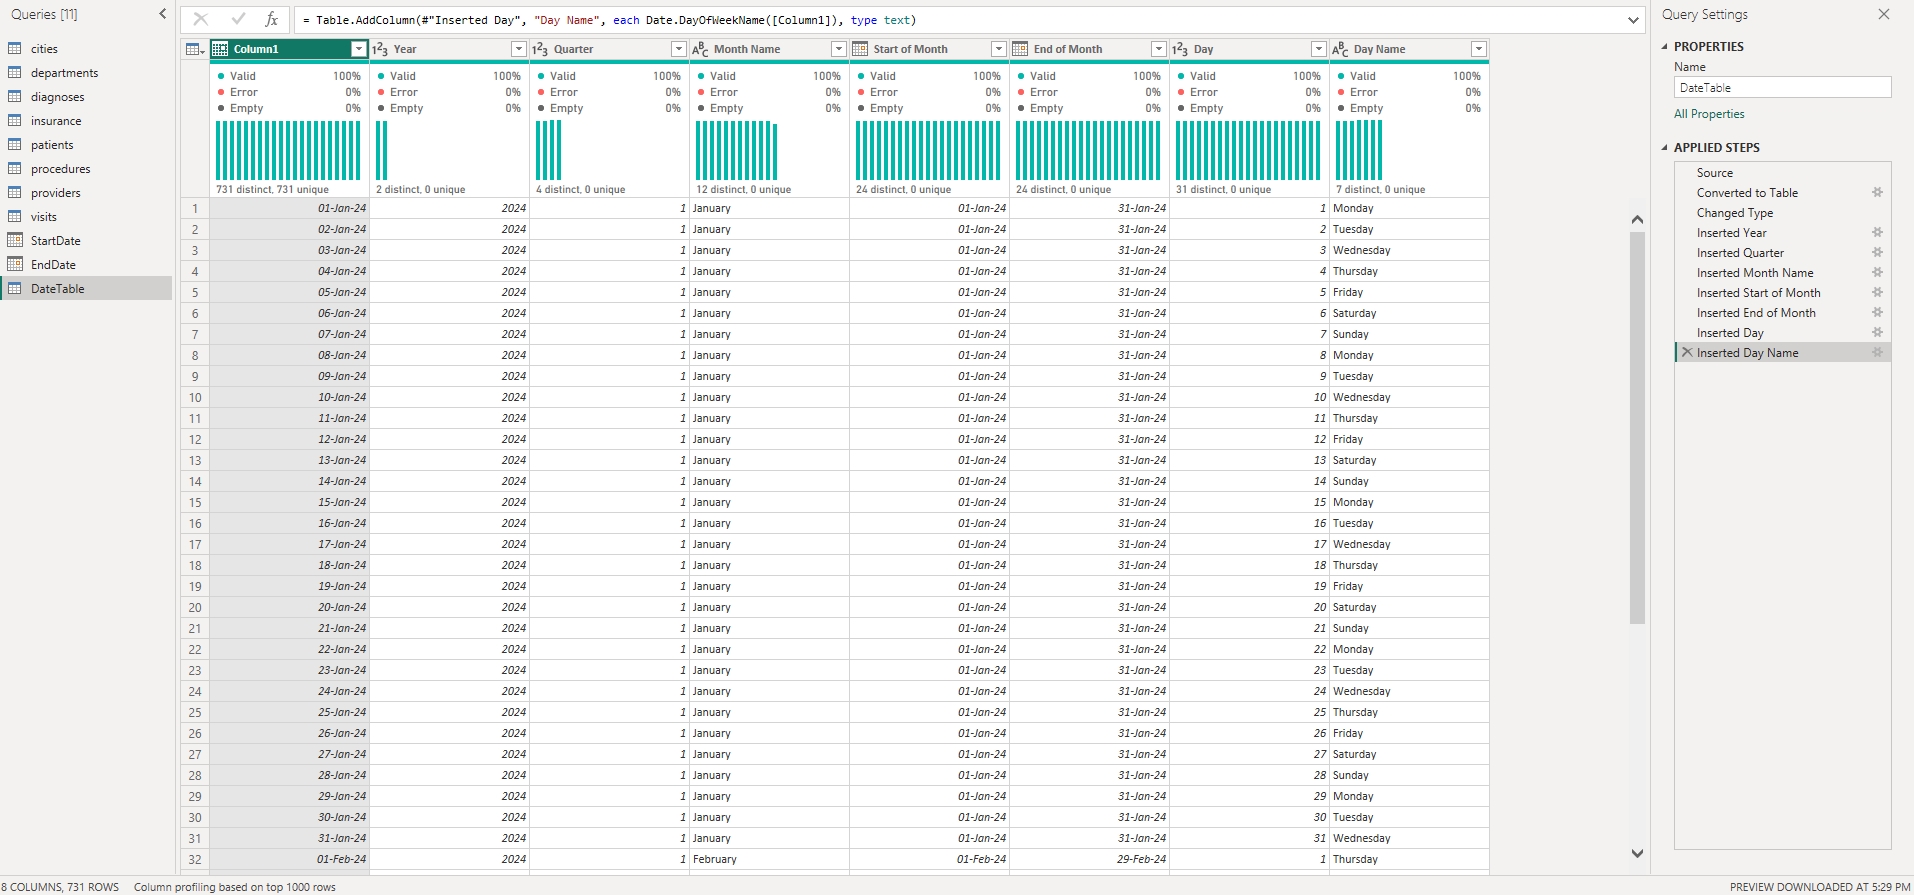 Queries [11]
= Table.AddColumn(#"Inserted Day", "Day Name", each Date.DayOfWeekName([Column1]), type text)
cities
departments
diagnoses
insurance
patients
procedures
providers
visits
StartDate
EndDate
DateTable
Column1 Year Quarter Month Name Start of Month End of Month Day Day Name
Valid 100% Valid 100% Valid 100% Valid 100% Valid 100% Valid 100% Valid 100% Valid 100%
Error 0% Error 0% Error 0% Error 0% Error 0% Error 0% Error 0% Error 0%
Empty 0% Empty 0% Empty 0% Empty 0% Empty 0% Empty 0% Empty 0% Empty 0%
731 distinct, 731 unique 2 distinct, 0 unique 4 distinct, 0 unique 12 distinct, 0 unique 24 distinct, 0 unique 24 distinct, 0 unique 31 distinct, 0 unique 7 distinct, 0 unique
1 01-Jan-24 2024 1 January 01-Jan-24 31-Jan-24 1 Monday
2 02-Jan-24 2024 1 January 01-Jan-24 31-Jan-24 2 Tuesday
3 03-Jan-24 2024 1 January 01-Jan-24 31-Jan-24 3 Wednesday
4 04-Jan-24 2024 1 January 01-Jan-24 31-Jan-24 4 Thursday
5 05-Jan-24 2024 1 January 01-Jan-24 31-Jan-24 5 Friday
6 06-Jan-24 2024 1 January 01-Jan-24 31-Jan-24 6 Saturday
7 07-Jan-24 2024 1 January 01-Jan-24 31-Jan-24 7 Sunday
8 08-Jan-24 2024 1 January 01-Jan-24 31-Jan-24 8 Monday
9 09-Jan-24 2024 1 January 01-Jan-24 31-Jan-24 9 Tuesday
10 10-Jan-24 2024 1 January 01-Jan-24 31-Jan-24 10 Wednesday
11 11-Jan-24 2024 1 January 01-Jan-24 31-Jan-24 11 Thursday
12 12-Jan-24 2024 1 January 01-Jan-24 31-Jan-24 12 Friday
13 13-Jan-24 2024 1 January 01-Jan-24 31-Jan-24 13 Saturday
14 14-Jan-24 2024 1 January 01-Jan-24 31-Jan-24 14 Sunday
15 15-Jan-24 2024 1 January 01-Jan-24 31-Jan-24 15 Monday
16 16-Jan-24 2024 1 January 01-Jan-24 31-Jan-24 16 Tuesday
17 17-Jan-24 2024 1 January 01-Jan-24 31-Jan-24 17 Wednesday
18 18-Jan-24 2024 1 January 01-Jan-24 31-Jan-24 18 Thursday
19 19-Jan-24 2024 1 January 01-Jan-24 31-Jan-24 19 Friday
20 20-Jan-24 2024 1 January 01-Jan-24 31-Jan-24 20 Saturday
21 21-Jan-24 2024 1 January 01-Jan-24 31-Jan-24 21 Sunday
22 22-Jan-24 2024 1 January 01-Jan-24 31-Jan-24 22 Monday
23 23-Jan-24 2024 1 January 01-Jan-24 31-Jan-24 23 Tuesday
24 24-Jan-24 2024 1 January 01-Jan-24 31-Jan-24 24 Wednesday
25 25-Jan-24 2024 1 January 01-Jan-24 31-Jan-24 25 Thursday
26 26-Jan-24 2024 1 January 01-Jan-24 31-Jan-24 26 Friday
27 27-Jan-24 2024 1 January 01-Jan-24 31-Jan-24 27 Saturday
28 28-Jan-24 2024 1 January 01-Jan-24 31-Jan-24 28 Sunday
29 29-Jan-24 2024 1 January 01-Jan-24 31-Jan-24 29 Monday
30 30-Jan-24 2024 1 January 01-Jan-24 31-Jan-24 30 Tuesday
31 31-Jan-24 2024 1 January 01-Jan-24 31-Jan-24 31 Wednesday
32 01-Feb-24 2024 1 February 01-Feb-24 29-Feb-24 1 Thursday
Query Settings
PROPERTIES
Name
DateTable
All Properties
APPLIED STEPS
Source
Converted to Table
Changed Type
Inserted Year
Inserted Quarter
Inserted Month Name
Inserted Start of Month
Inserted End of Month
Inserted Day
Inserted Day Name
8 COLUMNS, 731 ROWS Column profiling based on top 1000 rows
PREVIEW DOWNLOADED AT 5:29 PM